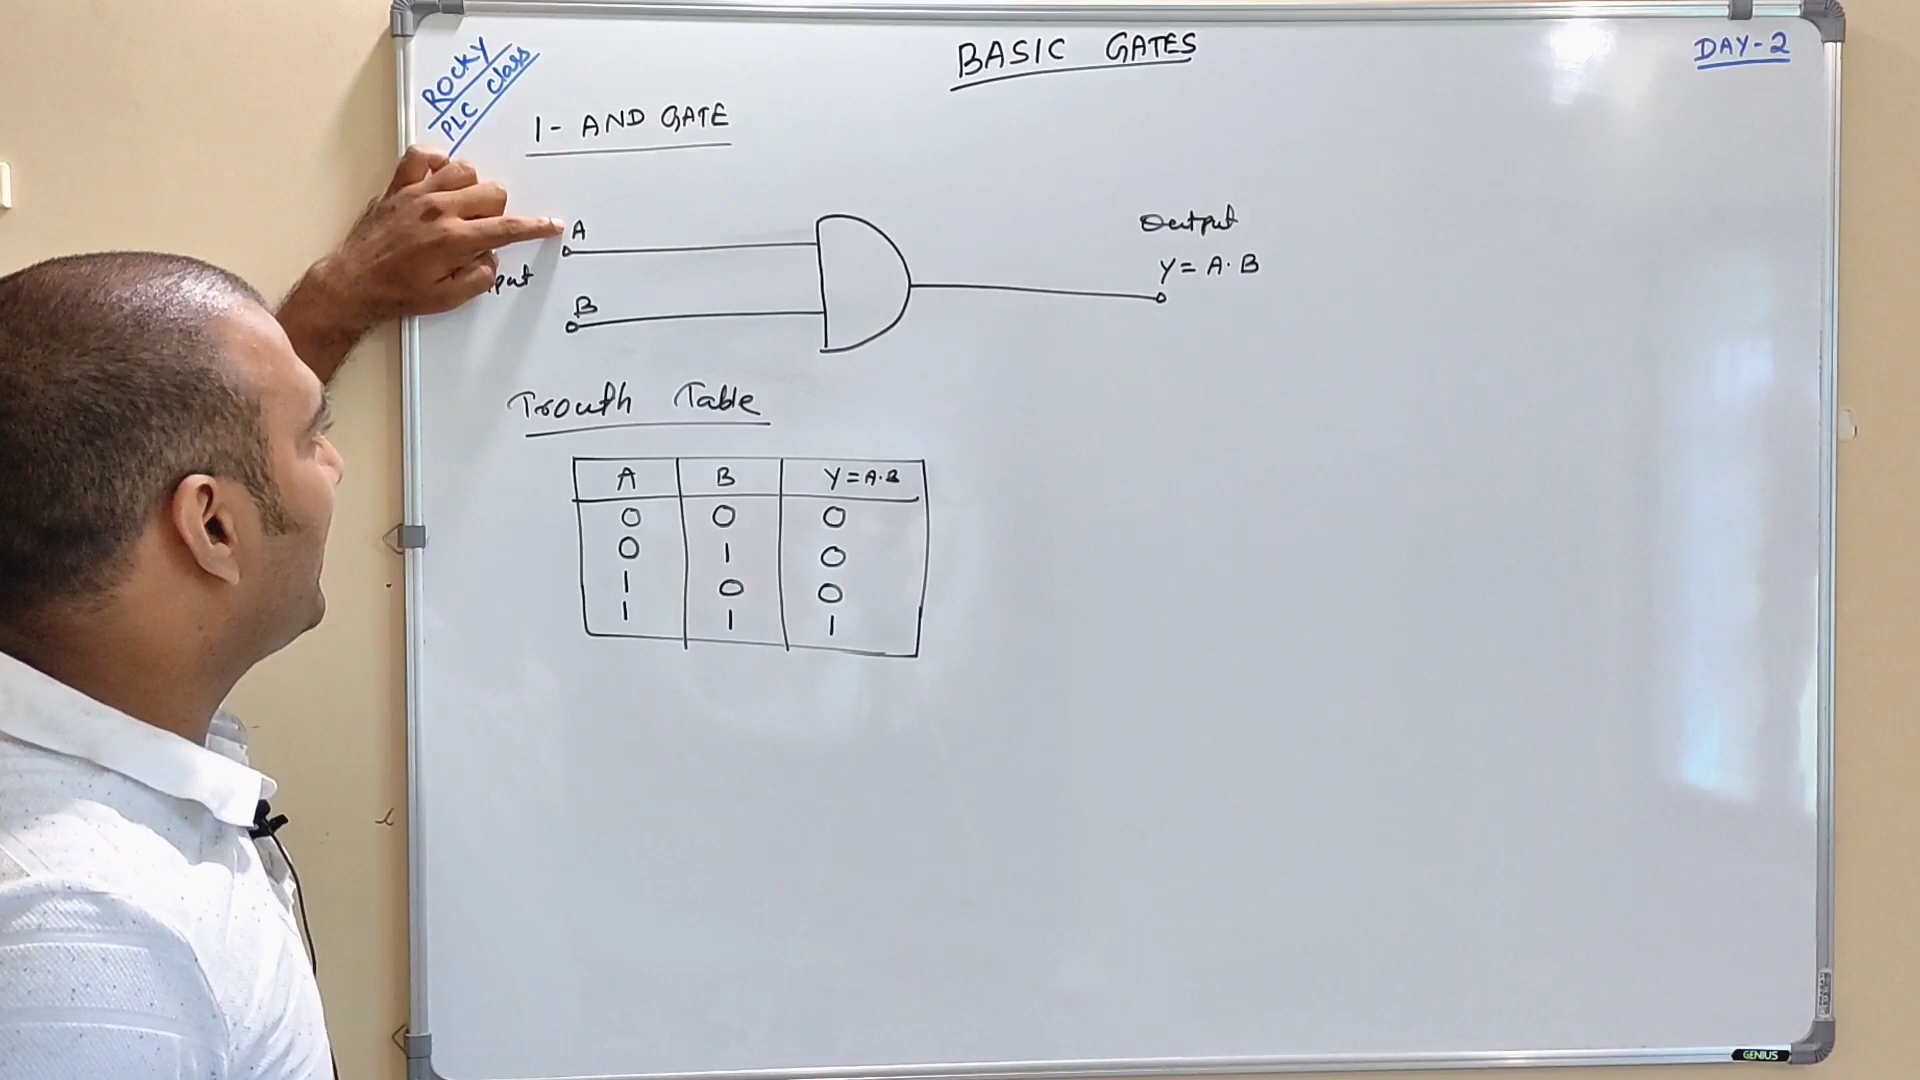 ROCKY
PLC Class
BASIC GATES
DAY-2
1- AND GATE
A
B
Output
Y = A.B
Trouth Table
A B Y=A.B
0 0 0
0 1 0
1 0 0
1 1 1
GENIUS